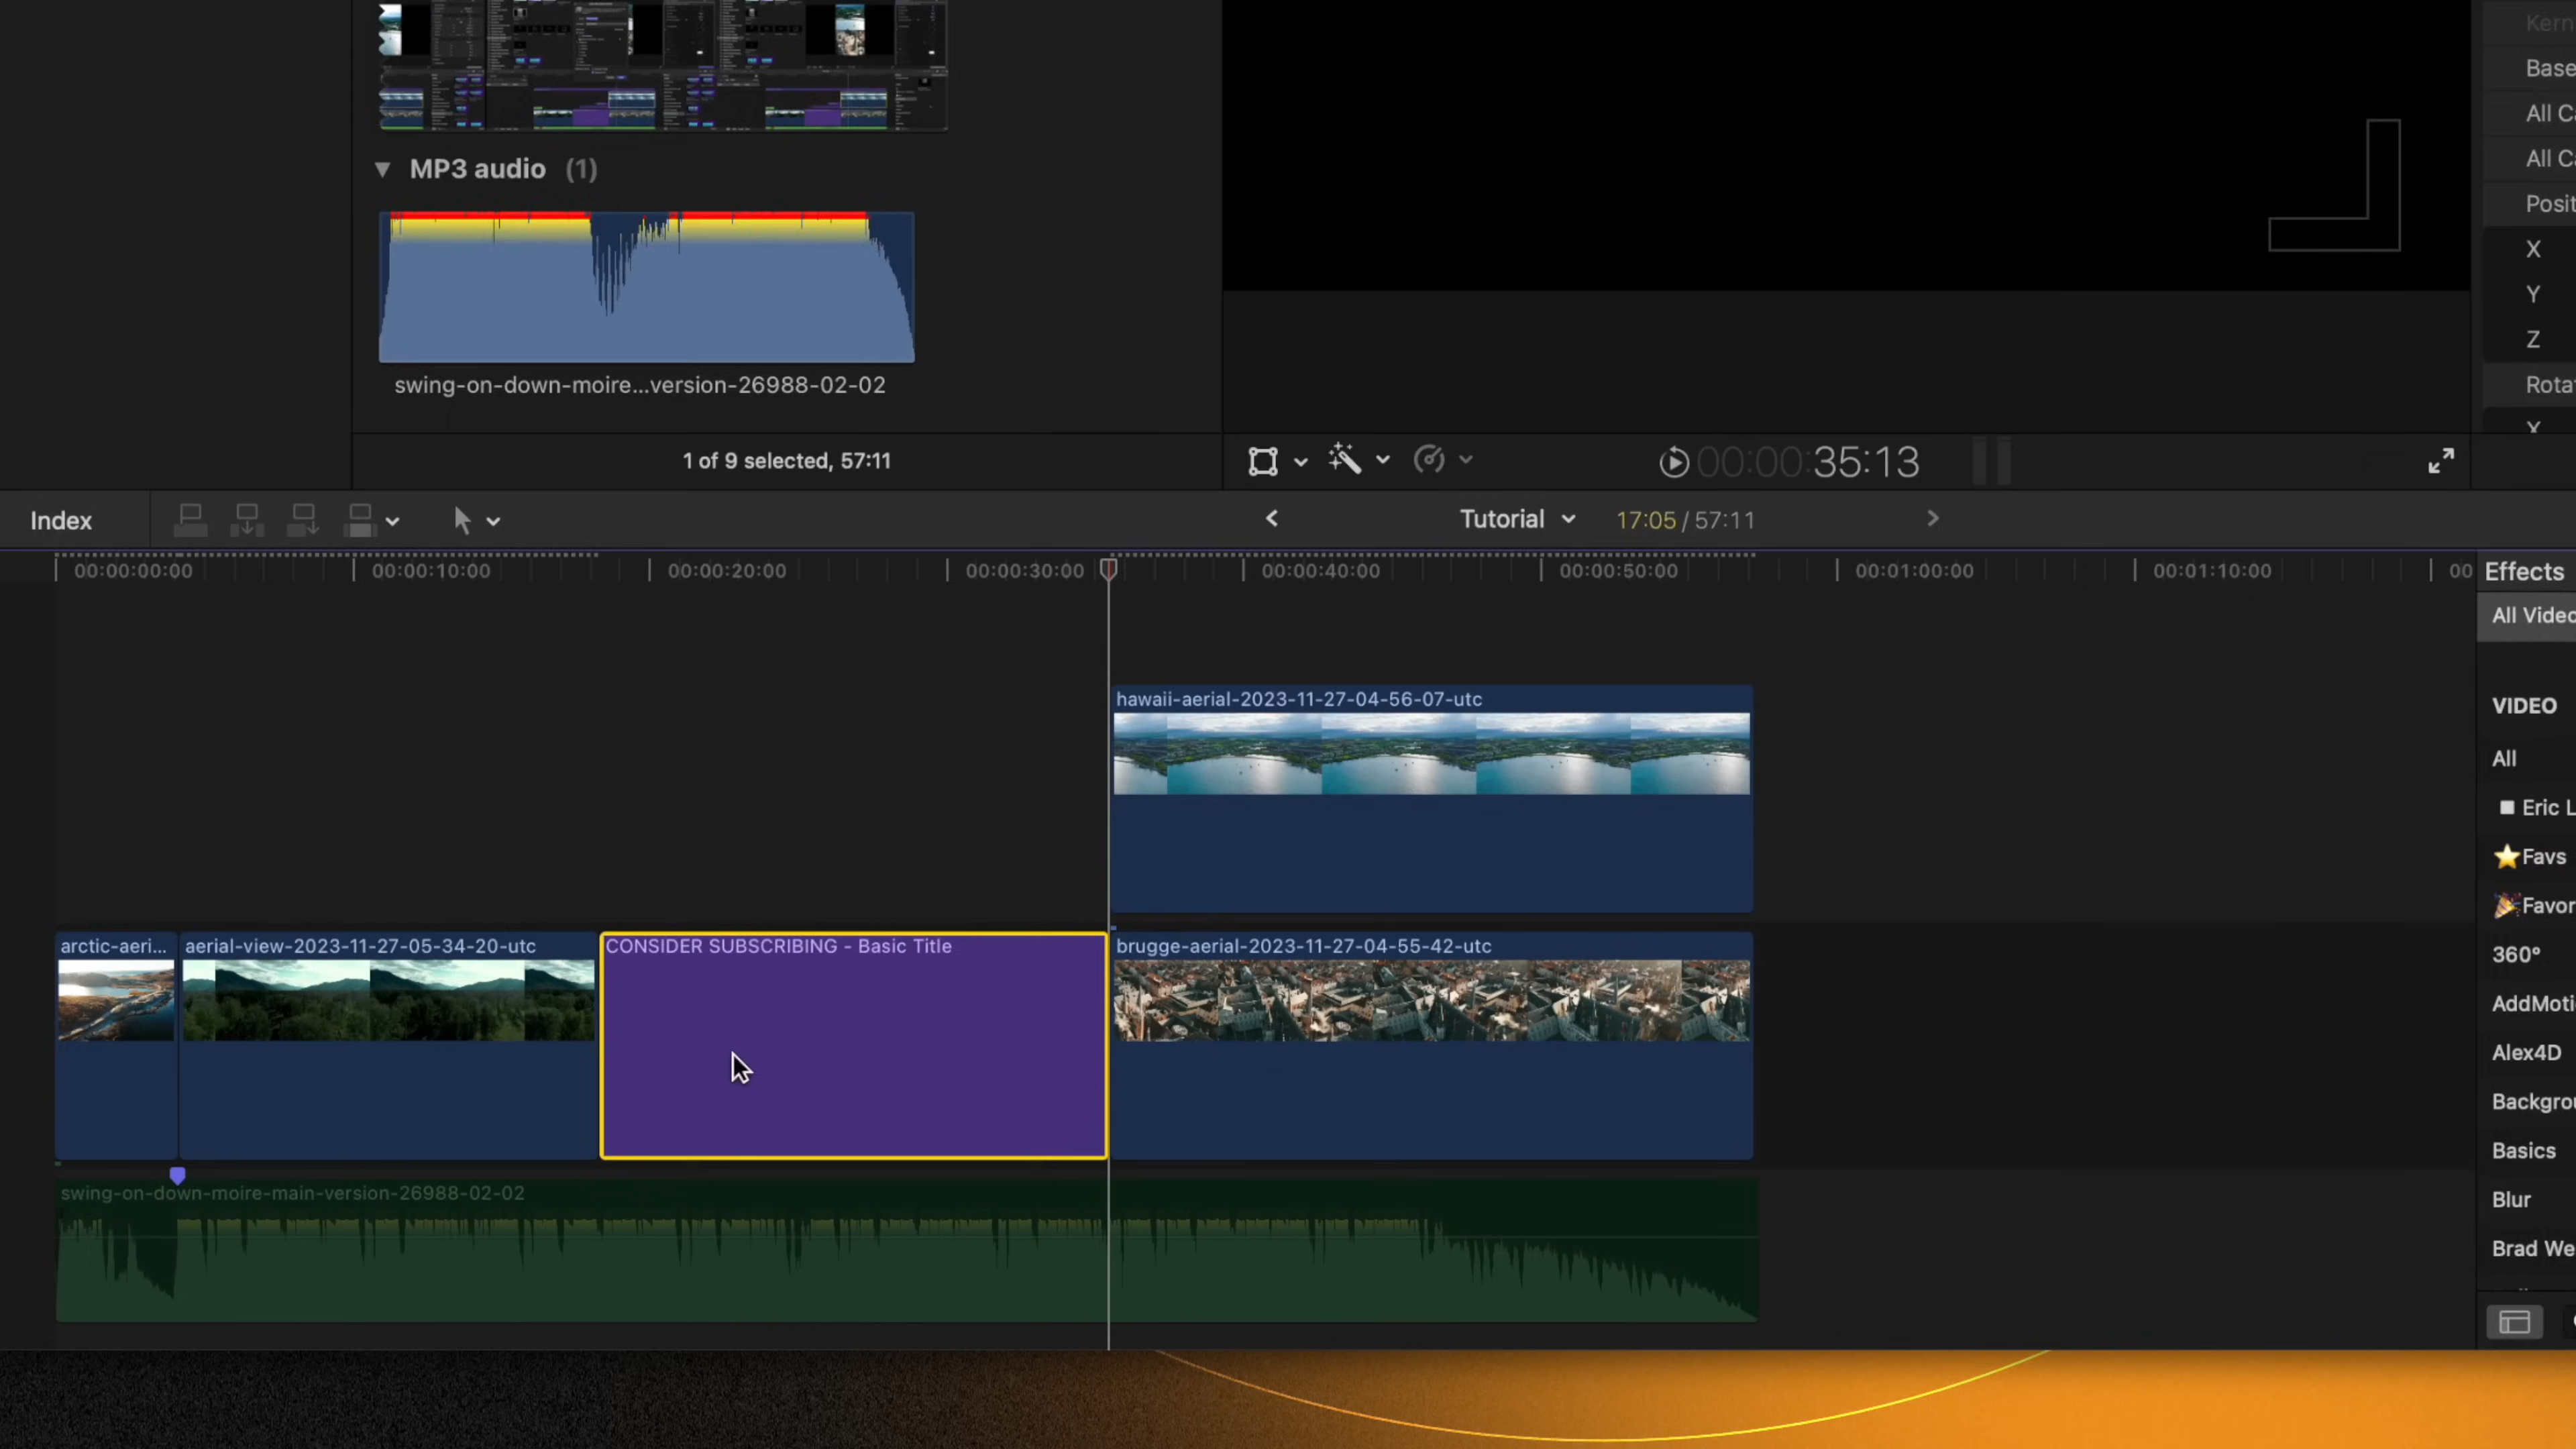 Kern
Base
All Ca
All Ca
MP3 audio (1)
Posit
X
Y
Z
swing-on-down-moire...version-26988-02-02
Rota
X
1 of 9 selected, 57:11
00:00:35:13
Index
Tutorial
17:05 / 57:11
00:00:00:00
00:00:10:00
00:00:20:00
00:00:30:00
00:00:40:00
00:00:50:00
00:01:00:00
00:01:10:00
00
Effects
All Video
hawaii-aerial-2023-11-27-04-56-07-utc
VIDEO
All
Eric L
Favs
Favor
arctic-aeri...
aerial-view-2023-11-27-05-34-20-utc
CONSIDER SUBSCRIBING - Basic Title
brugge-aerial-2023-11-27-04-55-42-utc
360°
AddMoti
Alex4D
Backgrou
Basics
swing-on-down-moire-main-version-26988-02-02
Blur
Brad We